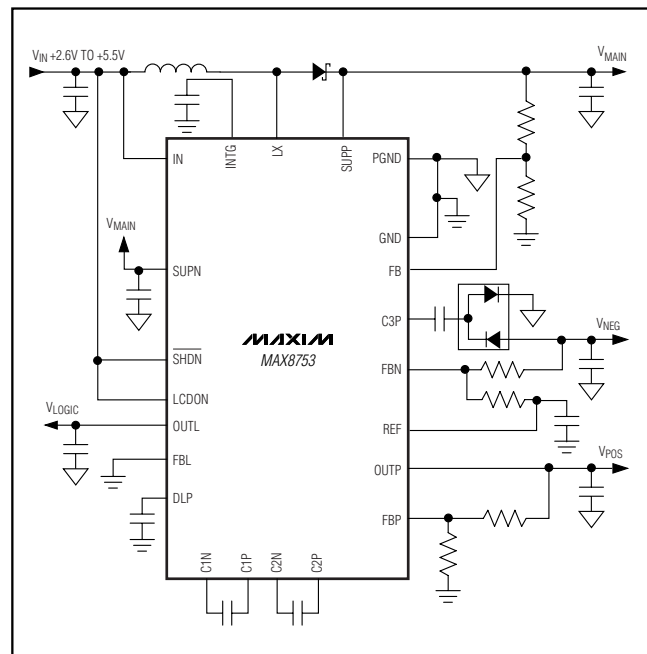 VIN +2.6V TO +5.5V
VMAIN
INTG
LX
SUPP
IN
PGND
GND
VMAIN
SUPN
FB
C3P
MAXIM
MAX8753
VNEG
SHDN
FBN
LCDON
VLOGIC
OUTL
REF
FBL
OUTP
VPOS
DLP
FBP
C1N
C1P
C2N
C2P